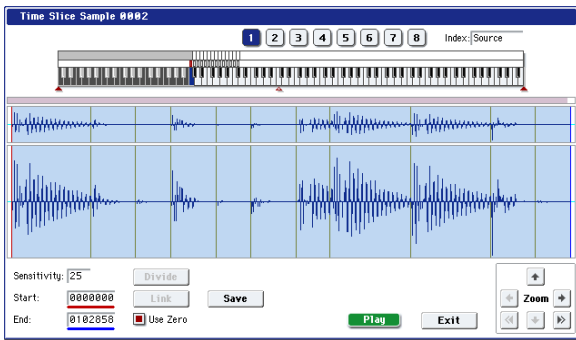 Time Slice Sample 0002
1 2 3 4 5 6 7 8 Index: Source
Sensitivity: 25 Divide
Start: 0000000 Link Save
End: 0102858 Use Zero Play Exit
Zoom